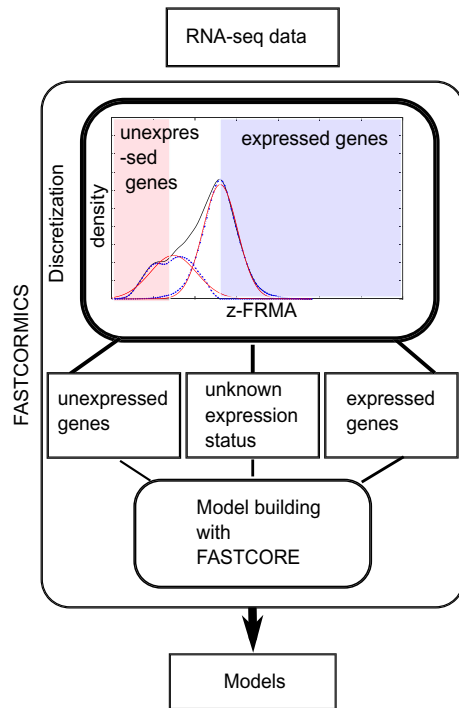 RNA-seq data
FASTCORMICS
Discretization
density
unexpres
-sed
genes
expressed genes
z-FRMA
unexpressed
genes
unknown
expression
status
expressed
genes
Model building
with
FASTCORE
Models